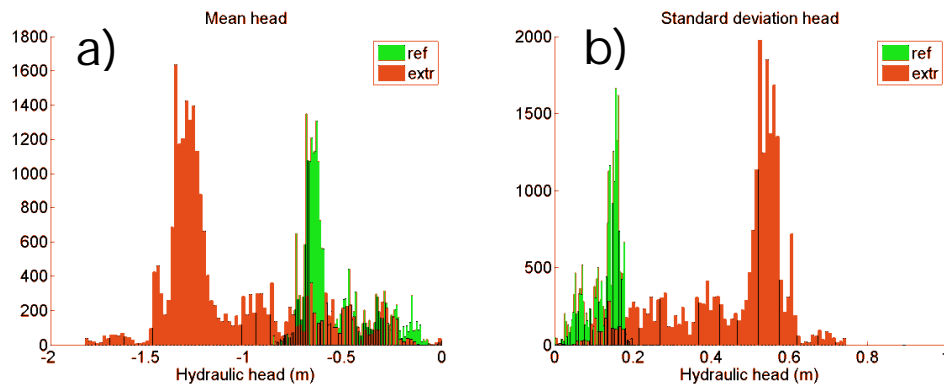 Mean head
a)
ref
extr
1800
1600
1400
1200
1000
800
600
400
200
0
-2 -1.5 -1 -0.5 0
Hydraulic head (m)
Standard deviation head
b)
ref
extr
2000
1500
1000
500
0
0 0.2 0.4 0.6 0.8
Hydraulic head (m)